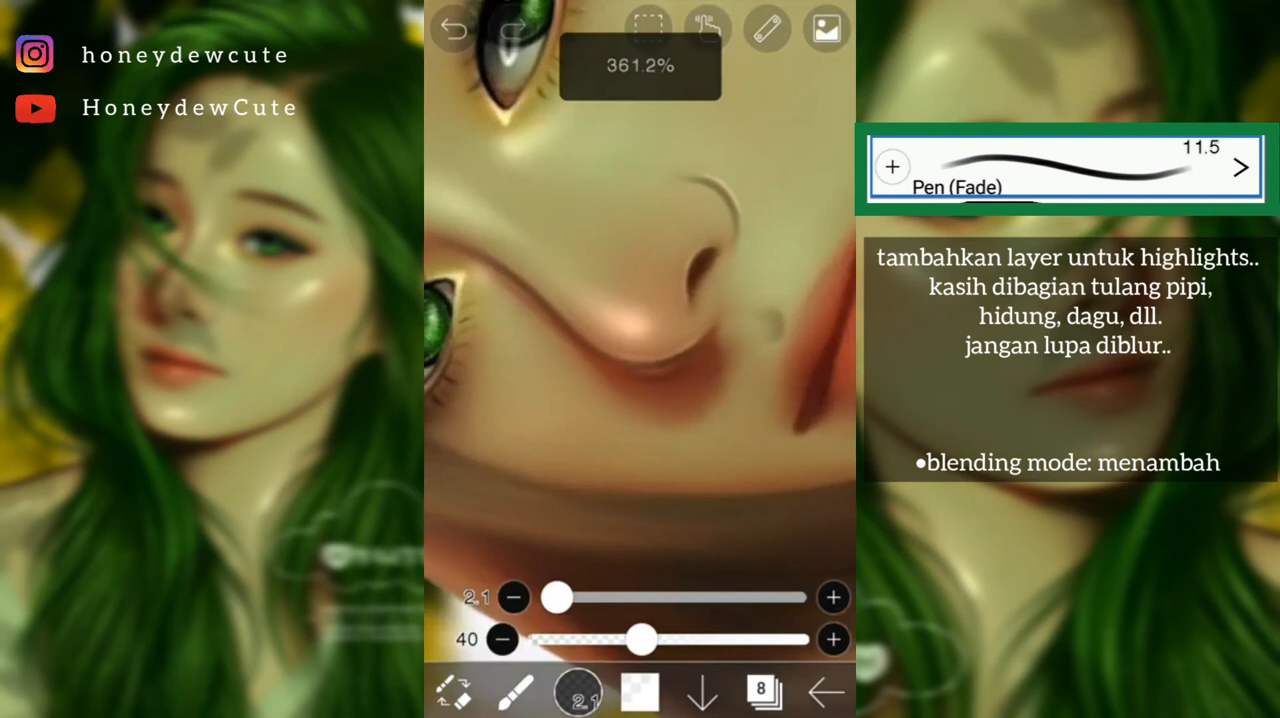 honeydewcute
HoneydewCute
361.2%
11.5
Pen (Fade)
tambahkan layer untuk highlights..
kasih dibagian tulang pipi,
hidung, dagu, dll.
jangan lupa diblur..
•blending mode: menambah
2.1
40
2.1
8